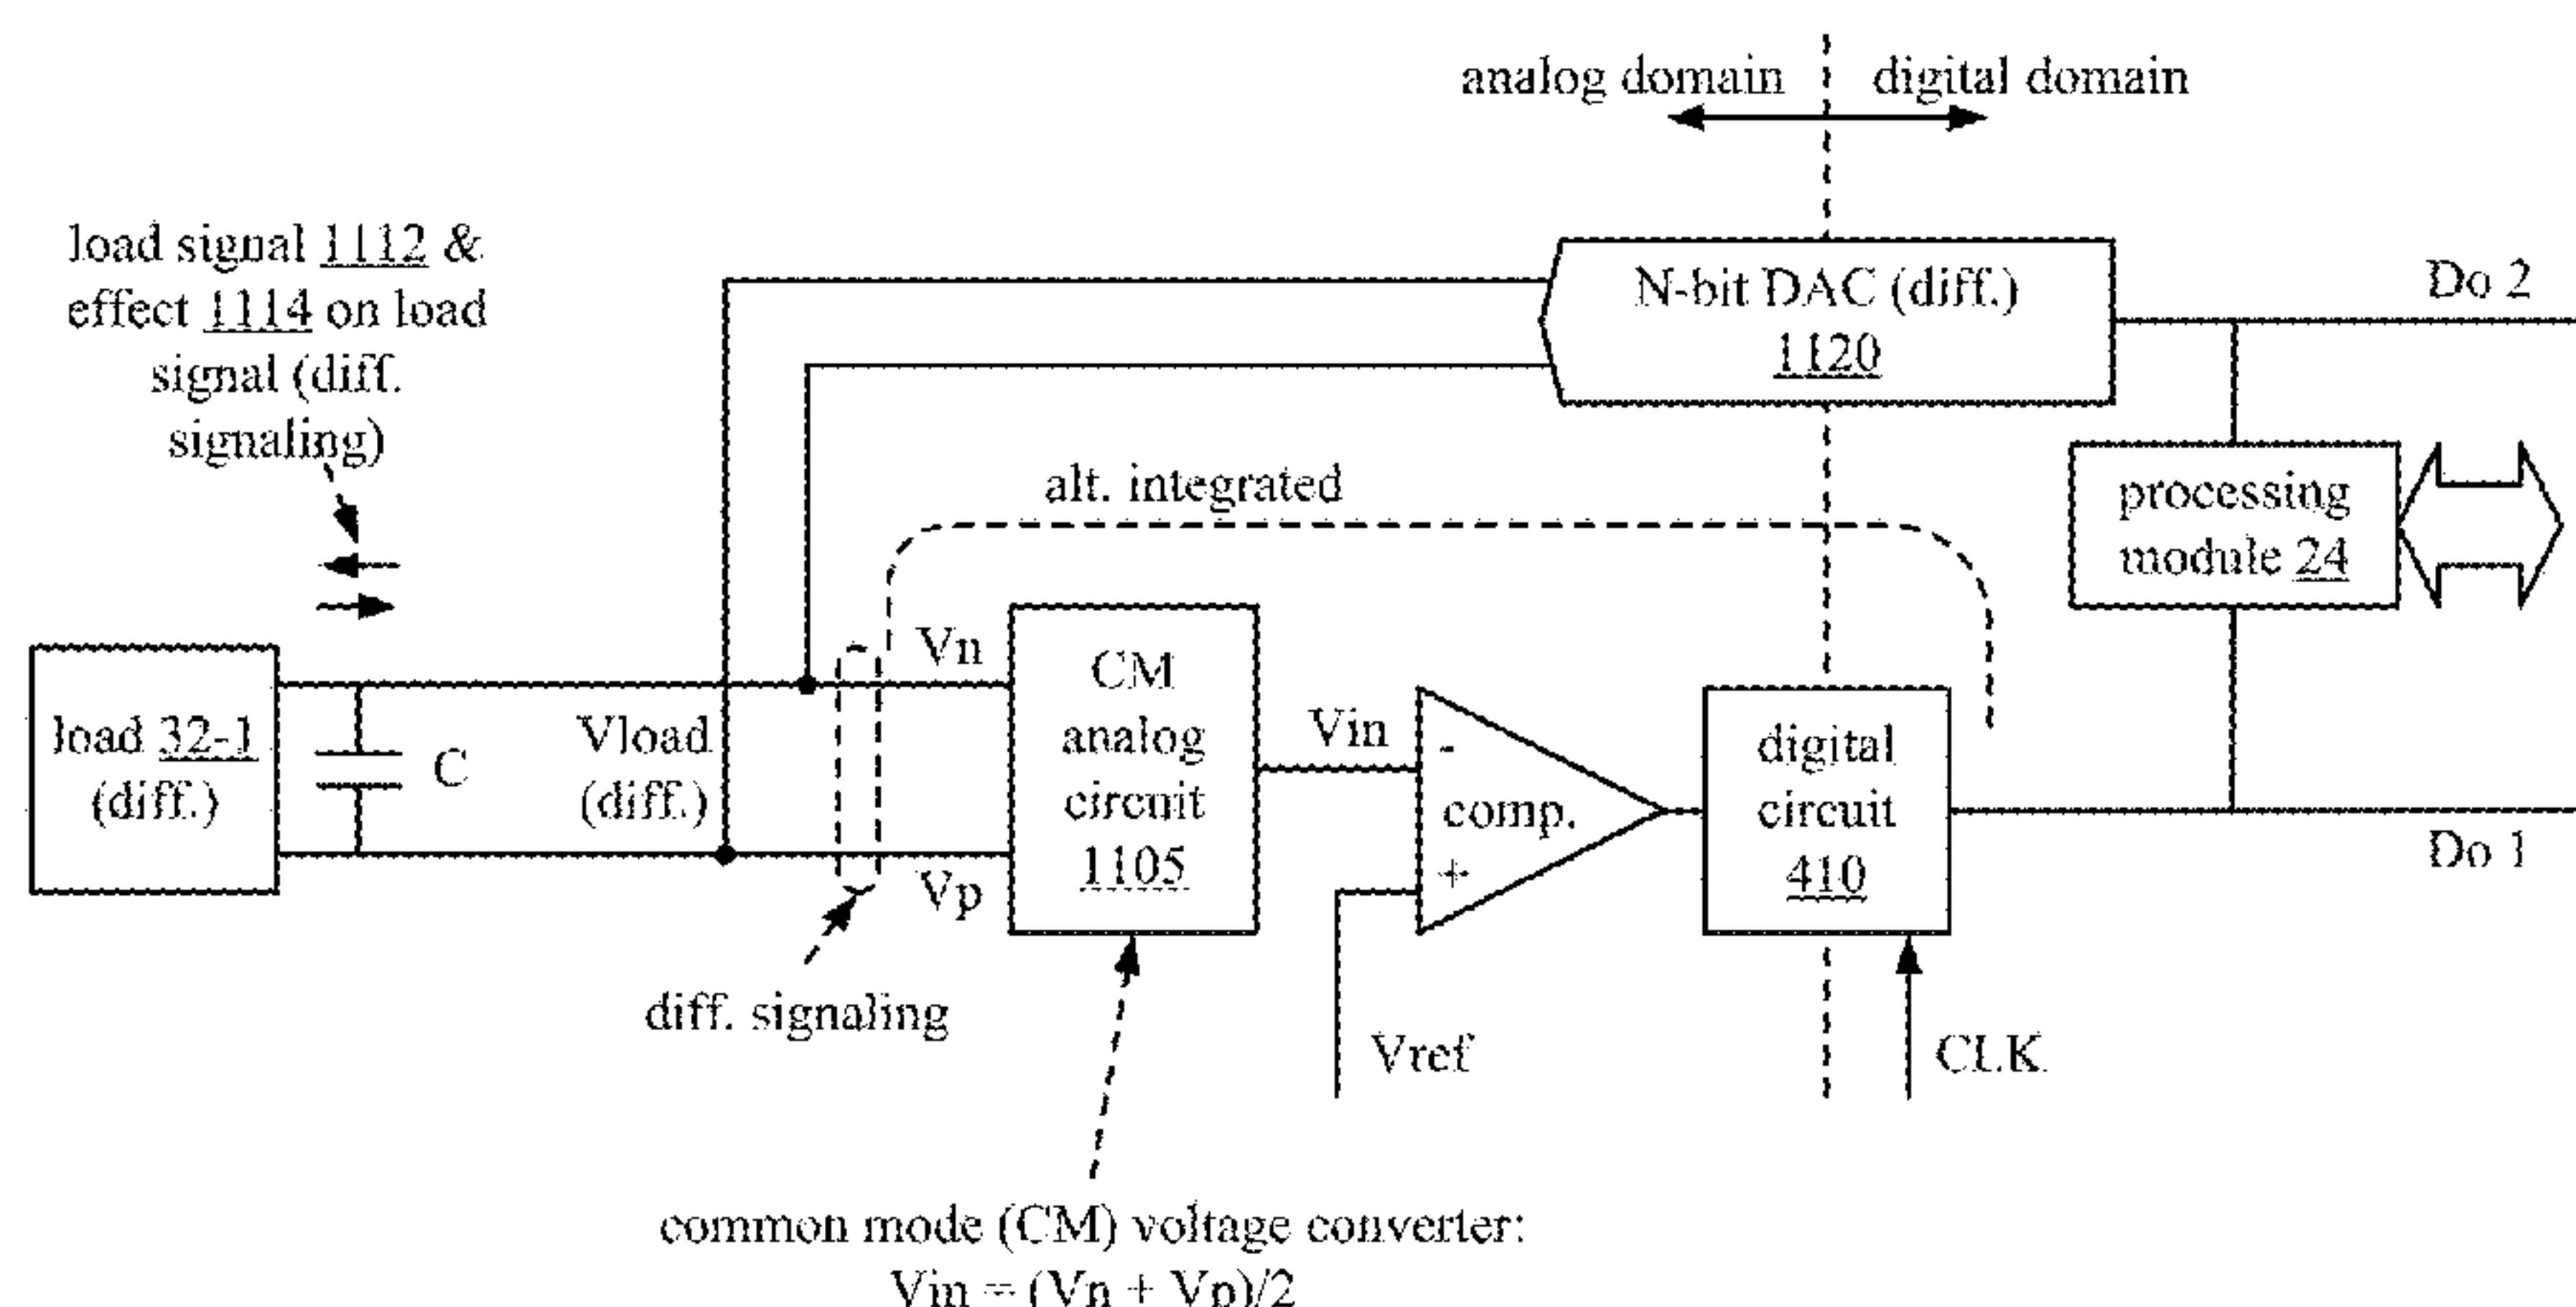 analog domain
digital domain
load signal 1112 &
effect 1114 on load
signal (diff.
signaling)
N-bit DAC (diff.)
1120
Do 2
alt. integrated
processing
module 24
load 32-1
(diff.)
C
Vload
(diff.)
Vn
Vp
CM
analog
circuit
1105
Vin
-
comp.
+
digital
circuit
410
Do 1
diff. signaling
Vref
CLK
common mode (CM) voltage converter:
Vin = (Vn + Vp)/2